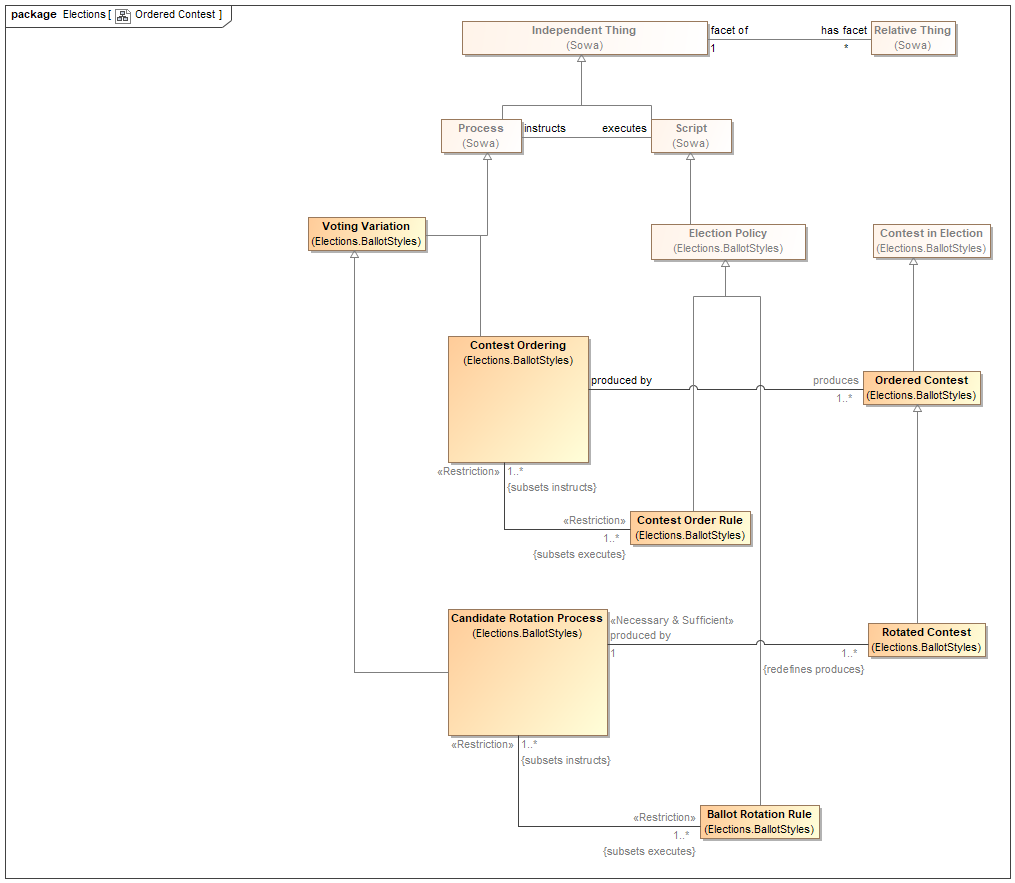 package Elections [ Ordered Contest ]
Independent Thing
(Sowa)
facet of
1
has facet
*
Relative Thing
(Sowa)
Process
(Sowa)
instructs
executes
Script
(Sowa)
Voting Variation
(Elections.BallotStyles)
Election Policy
(Elections.BallotStyles)
Contest in Election
(Elections.BallotStyles)
Contest Ordering
(Elections.BallotStyles)
produced by
produces
1..*
Ordered Contest
(Elections.BallotStyles)
«Restriction»
1..*
{subsets instructs}
«Restriction»
1..*
{subsets executes}
Contest Order Rule
(Elections.BallotStyles)
Candidate Rotation Process
(Elections.BallotStyles)
«Necessary & Sufficient»
produced by
1
1..*
{redefines produces}
Rotated Contest
(Elections.BallotStyles)
«Restriction»
1..*
{subsets instructs}
«Restriction»
1..*
{subsets executes}
Ballot Rotation Rule
(Elections.BallotStyles)